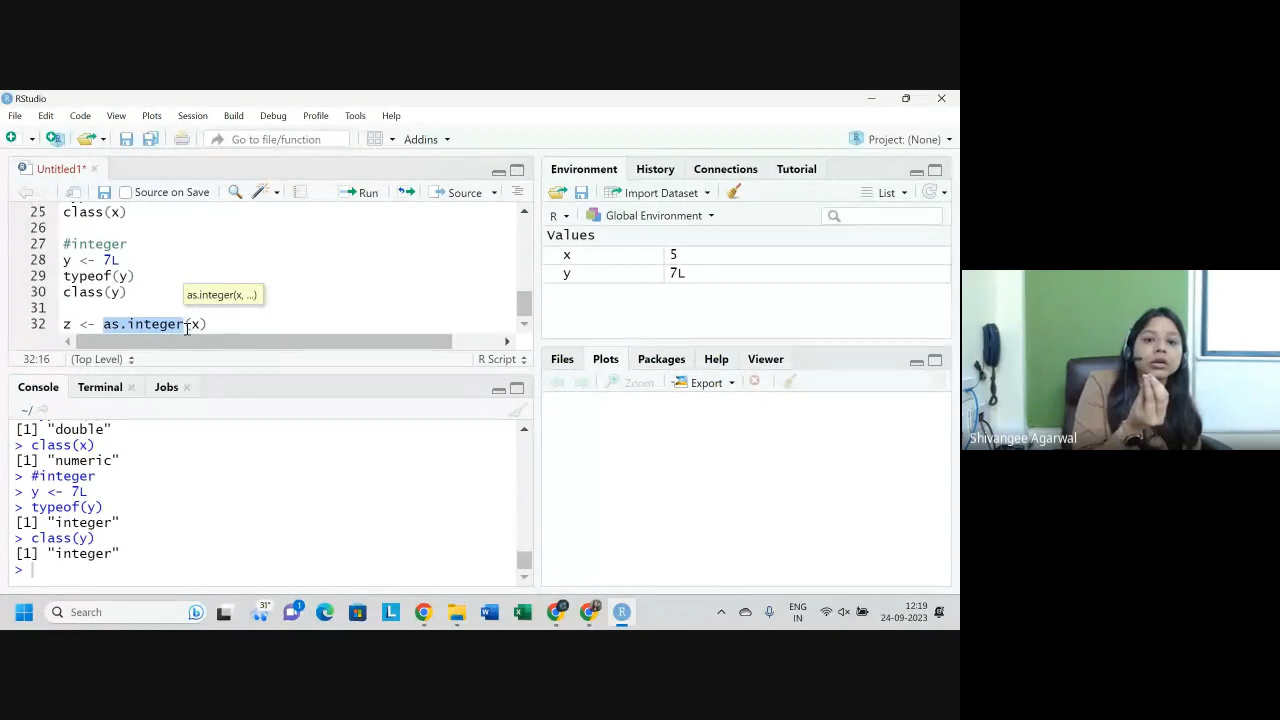 RStudio
File Edit Code View Plots Session Build Debug Profile Tools Help
Go to file/function Addins Project: (None)
Untitled1*
Source on Save Run Source
25 class(x)
26
27 #integer
28 y <- 7L
29 typeof(y)
30 class(y)
as.integer(x, ...)
31
32 z <- as.integer(x)
32:16 (Top Level) R Script
Console Terminal Jobs
~/
[1] "double"
> class(x)
[1] "numeric"
> #integer
> y <- 7L
> typeof(y)
[1] "integer"
> class(y)
[1] "integer"
>
Environment History Connections Tutorial
Import Dataset List
R Global Environment
Values
x 5
y 7L
Files Plots Packages Help Viewer
Zoom Export
Shivangee Agarwal
Search 31° 1 ENG IN 12:19 24-09-2023